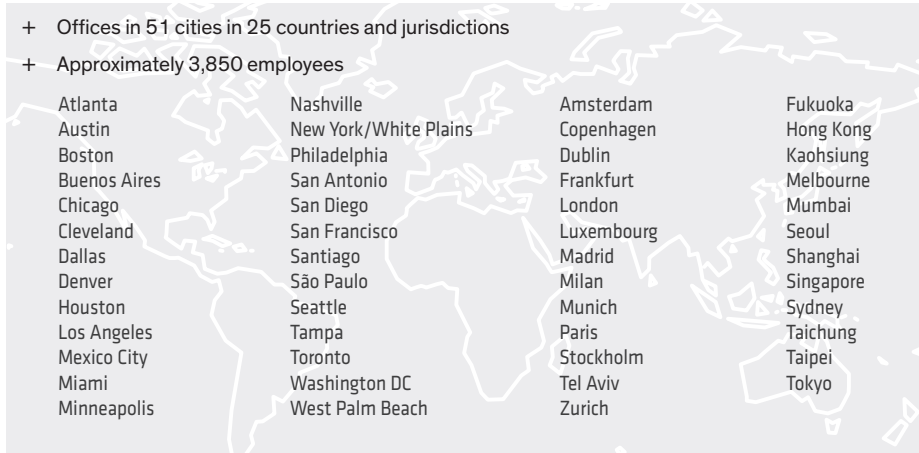 + Offices in 51 cities in 25 countries and jurisdictions
+ Approximately 3,850 employees
Atlanta
Austin
Boston
Buenos Aires
Chicago
Cleveland
Dallas
Denver
Houston
Los Angeles
Mexico City
Miami
Minneapolis
Nashville
New York/White Plains
Philadelphia
San Antonio
San Diego
San Francisco
Santiago
São Paulo
Seattle
Tampa
Toronto
Washington DC
West Palm Beach
Amsterdam
Copenhagen
Dublin
Frankfurt
London
Luxembourg
Madrid
Milan
Munich
Paris
Stockholm
Tel Aviv
Zurich
Fukuoka
Hong Kong
Kaohsiung
Melbourne
Mumbai
Seoul
Shanghai
Singapore
Sydney
Taichung
Taipei
Tokyo